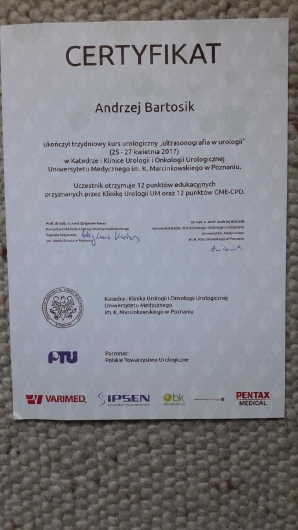 CERTYFIKAT
Andrzej Bartosik
ukończył trzydniowy kurs urologiczny „ultrasonografia w urologii"
(25 - 27 kwietnia 2017)
w Katedrze i Klinice Urologii i Onkologii Urologicznej
Uniwersytetu Medycznego im. K. Marcinkowskiego w Poznaniu.
Uczestnik otrzymuje 12 punktów edukacyjnych
przyznanych przez Klinikę Urologii UM oraz 12 punktów CME-CPD.
Katedra i Klinika Urologii i Onkologii Urologicznej
Uniwersytetu Medycznego
im. K. Marcinkowskiego w Poznaniu
PTU
Patronat:
Polskie Towarzystwo Urologiczne
VARIMED
IPSEN
bk
PENTAX
MEDICAL